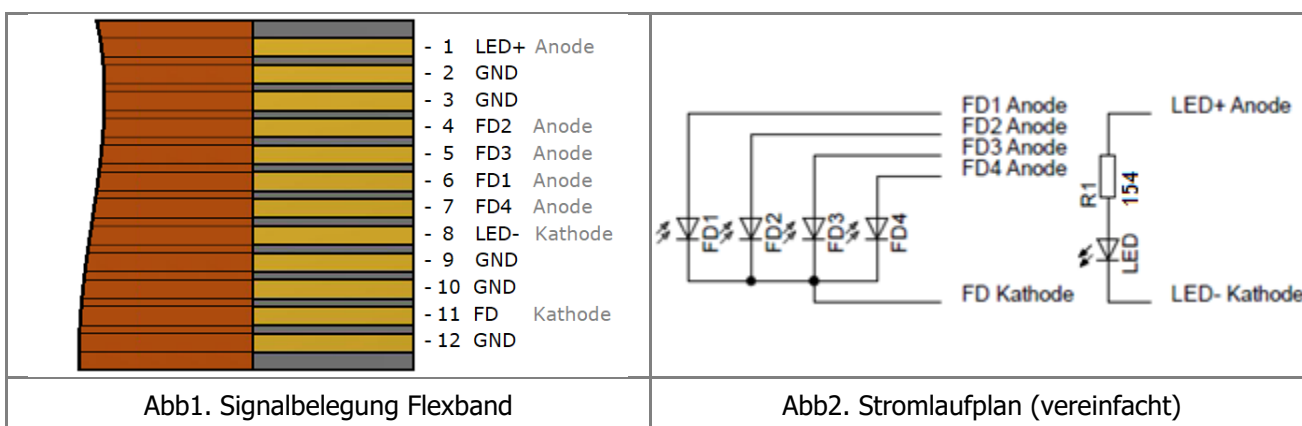 - 1 LED+ Anode
- 2 GND
- 3 GND
- 4 FD2 Anode
- 5 FD3 Anode
- 6 FD1 Anode
- 7 FD4 Anode
- 8 LED- Kathode
- 9 GND
- 10 GND
- 11 FD Kathode
- 12 GND
FD1 Anode
FD2 Anode
FD3 Anode
FD4 Anode
FD1
FD2
FD3
FD4
FD Kathode
LED+ Anode
R1
154
LED
LED- Kathode
Abb1. Signalbelegung Flexband
Abb2. Stromlaufplan (vereinfacht)